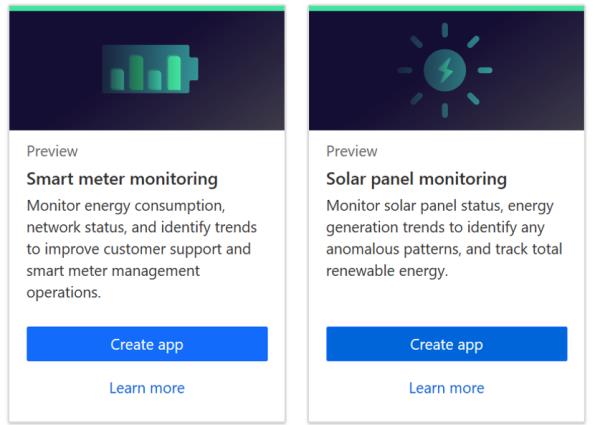 Preview
Smart meter monitoring
Monitor energy consumption,
network status, and identify trends
to improve customer support and
smart meter management
operations.
Create app
Learn more
Preview
Solar panel monitoring
Monitor solar panel status, energy
generation trends to identify any
anomalous patterns, and track total
renewable energy.
Create app
Learn more